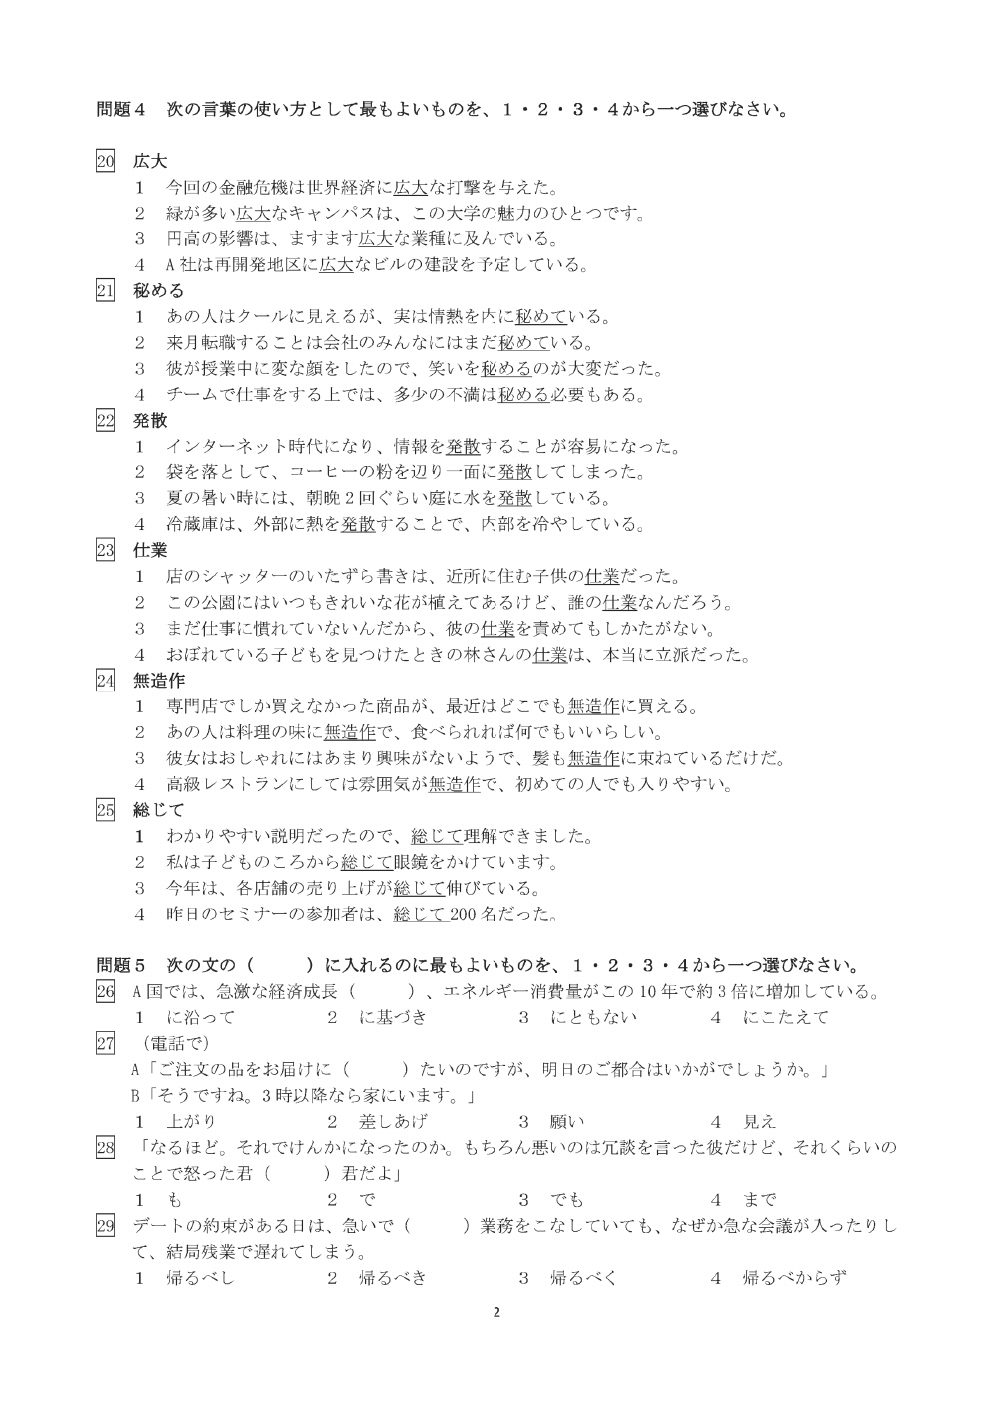 問題４　次の言葉の使い方として最もよいものを、１・２・３・４から一つ選びなさい。
20　広大
1　今回の金融危機は世界経済に広大な打撃を与えた。
2　緑が多い広大なキャンパスは、この大学の魅力のひとつです。
3　円高の影響は、ますます広大な業種に及んでいる。
4　A 社は再開発地区に広大なビルの建設を予定している。
21　秘める
1　あの人はクールに見えるが、実は情熱を内に秘めている。
2　来月転職することは会社のみんなにはまだ秘めている。
3　彼が授業中に変な顔をしたので、笑いを秘めるのが大変だった。
4　チームで仕事をする上では、多少の不満は秘める必要もある。
22　発散
1　インターネット時代になり、情報を発散することが容易になった。
2　袋を落として、コーヒーの粉を辺り一面に発散してしまった。
3　夏の暑い時には、朝晩 2 回ぐらい庭に水を発散している。
4　冷蔵庫は、外部に熱を発散することで、内部を冷やしている。
23　仕業
1　店のシャッターのいたずら書きは、近所に住む子供の仕業だった。
2　この公園にはいつもきれいな花が植えてあるけど、誰の仕業なんだろう。
3　まだ仕事に慣れていないんだから、彼の仕業を責めてもしかたがない。
4　おぼれている子どもを見つけたときの林さんの仕業は、本当に立派だった。
24　無造作
1　専門店でしか買えなかった商品が、最近はどこでも無造作に買える。
2　あの人は料理の味に無造作で、食べられれば何でもいいらしい。
3　彼女はおしゃれにはあまり興味がないようで、髪も無造作に束ねているだけだ。
4　高級レストランにしては雰囲気が無造作で、初めての人でも入りやすい。
25　総じて
1　わかりやすい説明だったので、総じて理解できました。
2　私は子どものころから総じて眼鏡をかけています。
3　今年は、各店舗の売り上げが総じて伸びている。
4　昨日のセミナーの参加者は、総じて 200 名だった。
問題５　次の文の（　　　）に入れるのに最もよいものを、１・２・３・４から一つ選びなさい。
26　A 国では、急激な経済成長（　　　）、エネルギー消費量がこの 10 年で約 3 倍に増加している。
1　に沿って　2　に基づき　3　にともない　4　にこたえて
27　（電話で）
A「ご注文の品をお届けに（　　　）たいのですが、明日のご都合はいかがでしょうか。」
B「そうですね。3 時以降なら家にいます。」
1　上がり　2　差しあげ　3　願い　4　見え
28　「なるほど。それでけんかになったのか。もちろん悪いのは冗談を言った彼だけど、それくらいの
ことで怒った君（　　　）君だよ」
1　も　2　で　3　でも　4　まで
29　デートの約束がある日は、急いで（　　　）業務をこなしていても、なぜか急な会議が入ったりし
て、結局残業で遅れてしまう。
1　帰るべし　2　帰るべき　3　帰るべく　4　帰るべからず
2